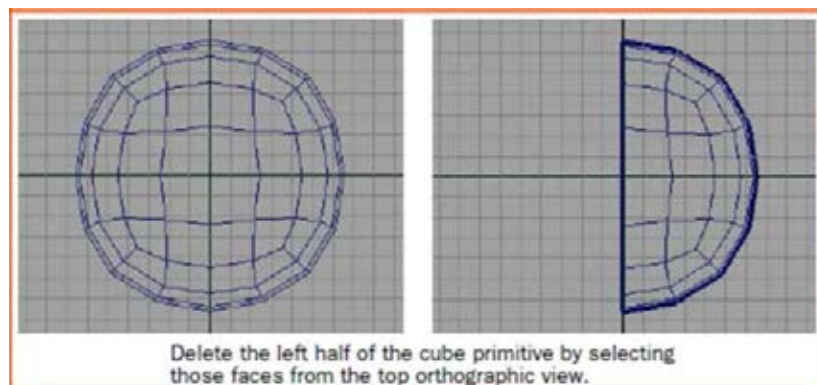 Delete the left half of the cube primitive by selecting
those faces from the top orthographic view.